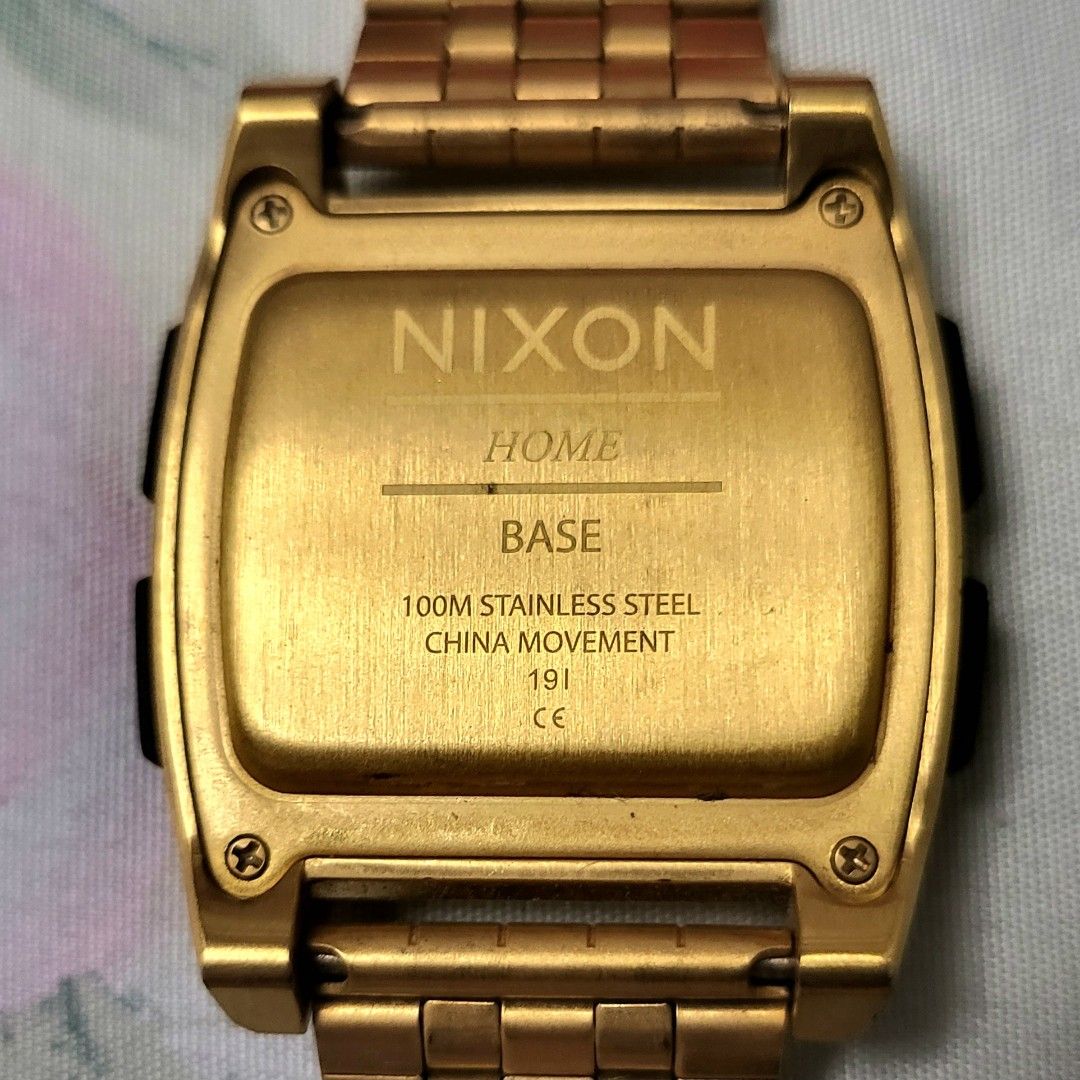 NIXON
HOME
BASE
100M STAINLESS STEEL
CHINA MOVEMENT
19I
CE